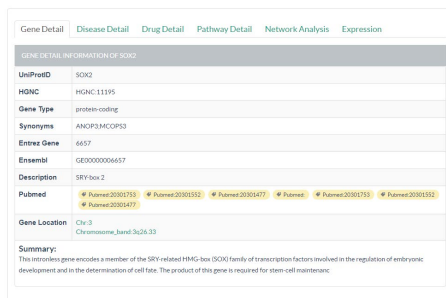 Gene Detail Disease Detail Drug Detail Pathway Detail Network Analysis Expression
GENE DETAIL INFORMATION OF SOX2
UniProtID SOX2
HGNC HGNC:11195
Gene Type protein-coding
Synonyms ANOP3;MCOPS3
Entrez Gene 6657
Ensembl GE00000006657
Description SRY-box 2
Pubmed Pubmed:20301753 Pubmed:20301552 Pubmed:20301477 Pubmed: Pubmed:20301753 Pubmed:20301552
Pubmed:20301477
Gene Location Chr:3
Chromosome_band:3q26.33
Summary:
This intronless gene encodes a member of the SRY-related HMG-box (SOX) family of transcription factors involved in the regulation of embryonic
development and in the determination of cell fate. The product of this gene is required for stem-cell maintenanc